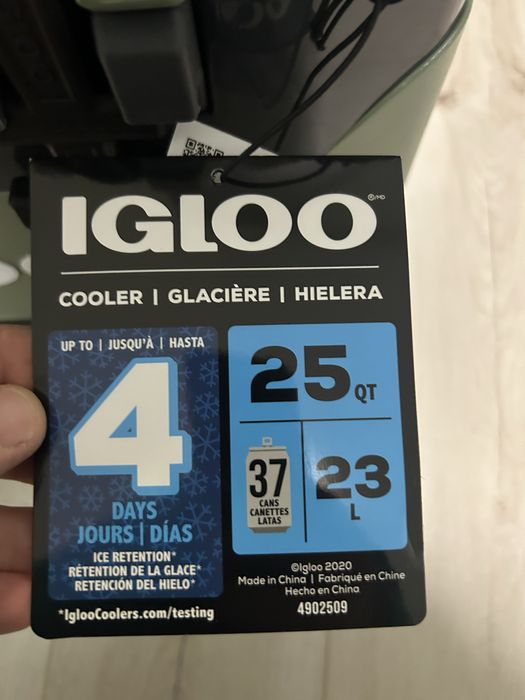 IGLOO ®/MD
COOLER | GLACIÈRE | HIELERA
UP TO | JUSQU'À | HASTA
4
DAYS
JOURS | DÍAS
ICE RETENTION*
RÉTENTION DE LA GLACE*
RETENCIÓN DEL HIELO*
*IglooCoolers.com/testing
25 QT
37
CANS
CANETTES
LATAS
23
L
©Igloo 2020
Made in China | Fabriqué en Chine
Hecho en China
4902509